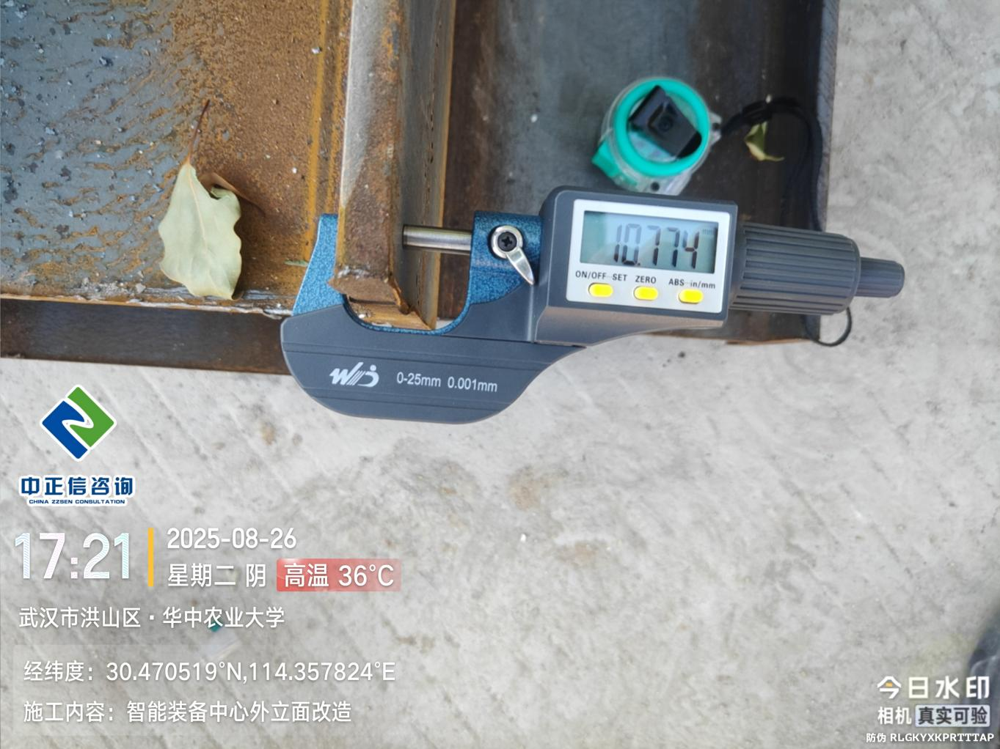 10.774 mm
ON/OFF SET ZERO ABS in/mm
0-25mm 0.001mm
中正信咨询
CHINA ZZSEN CONSULTATION
17:21
2025-08-26
星期二 阴 高温 36℃
武汉市洪山区·华中农业大学
经纬度：30.470519°N,114.357824°E
施工内容：智能装备中心外立面改造
今日水印
相机 真实可验
防伪 RLGKYXKPRTTTAP